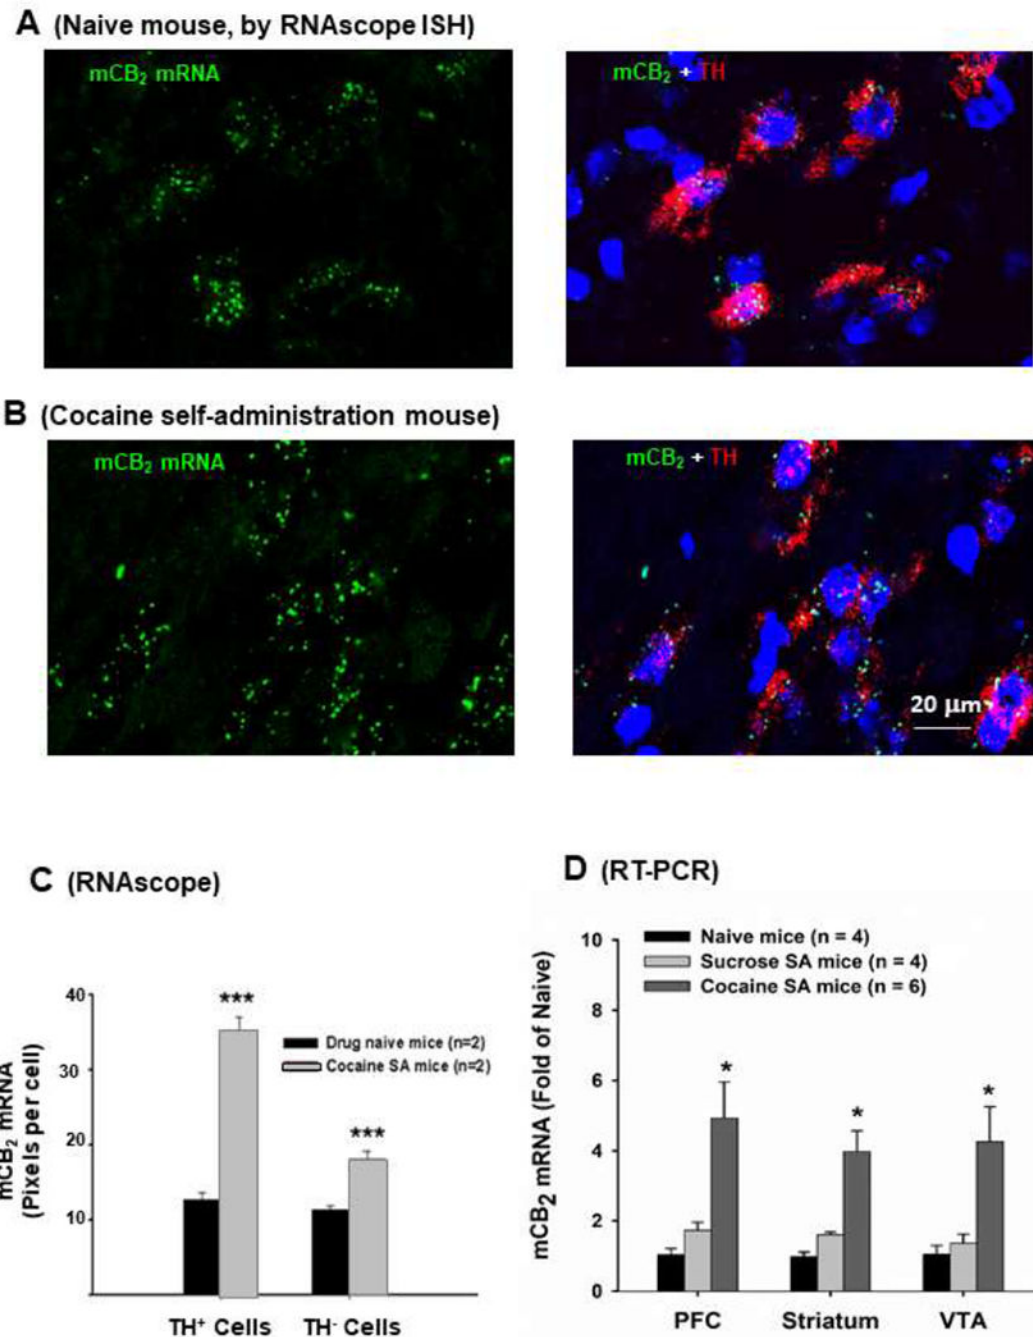 A (Naive mouse, by RNAscope ISH)
mCB₂ mRNA
mCB₂ + TH
B (Cocaine self-administration mouse)
mCB₂ mRNA
mCB₂ + TH
20 μm
C (RNAscope)
mCB₂ mRNA
(Pixels per cell)
40
30
20
10
***
***
Drug naive mice (n=2)
Cocaine SA mice (n=2)
TH⁺ Cells
TH⁻ Cells
D (RT-PCR)
mCB₂ mRNA (Fold of Naive)
10
8
6
4
2
0
Naive mice (n = 4)
Sucrose SA mice (n = 4)
Cocaine SA mice (n = 6)
*
*
*
PFC
Striatum
VTA